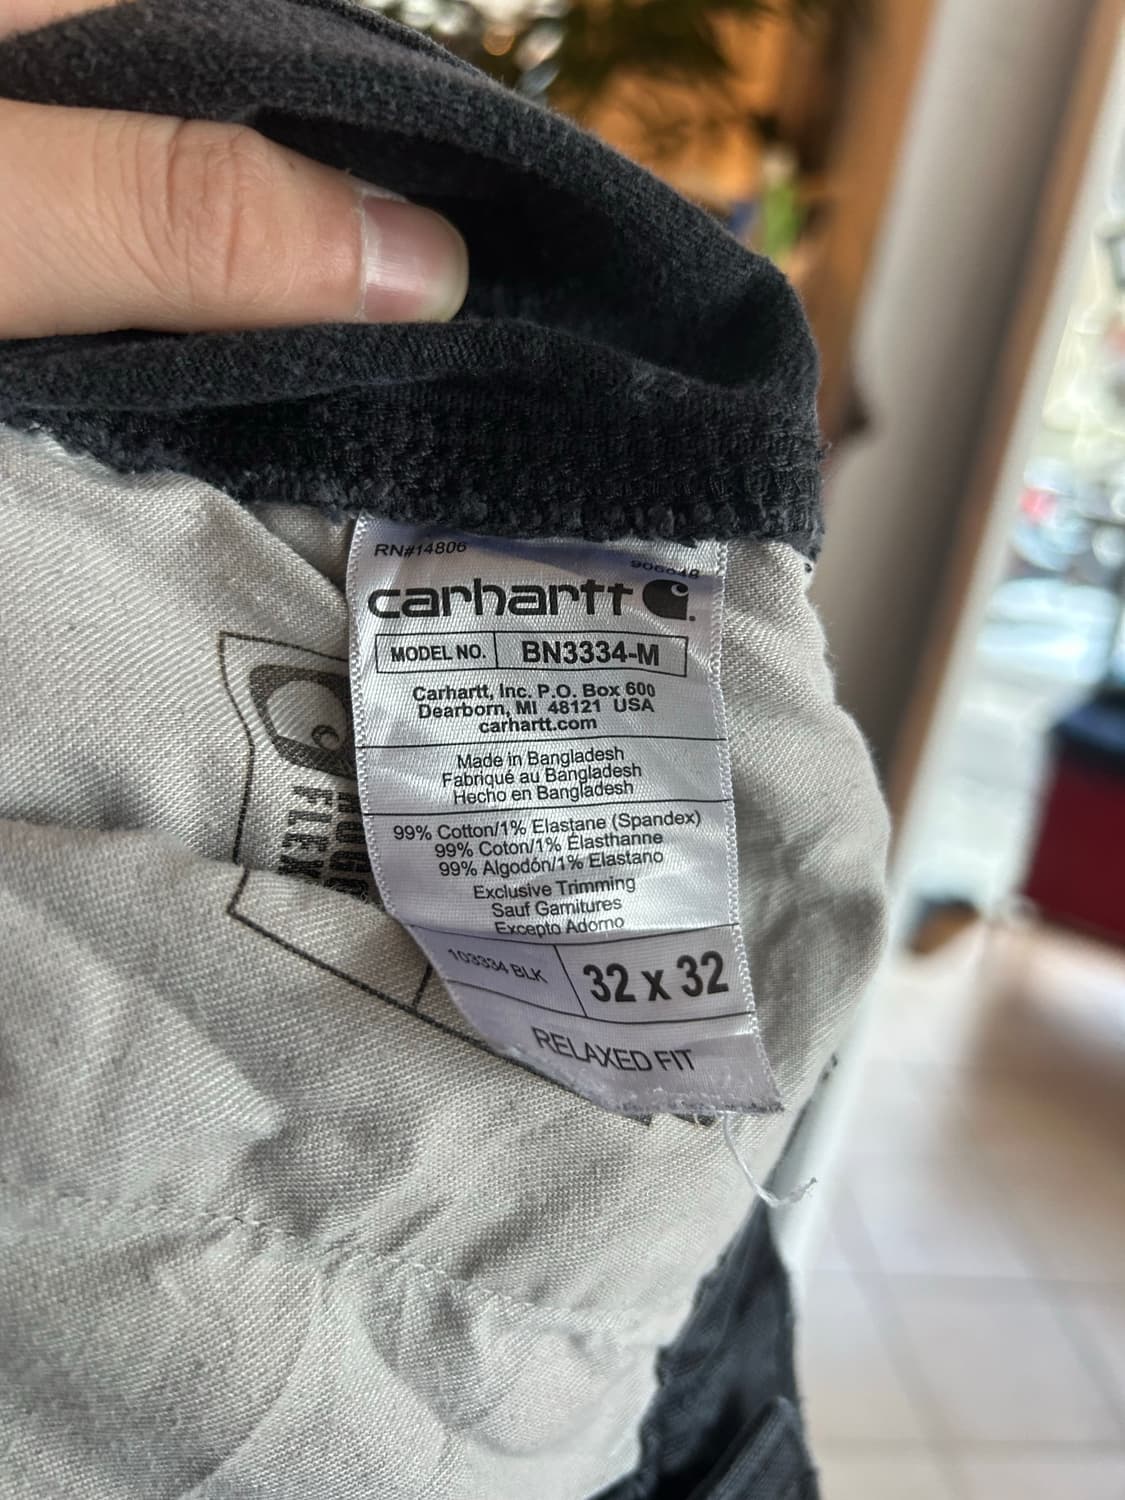 RN#14806
906648
carhartt
MODEL NO. BN3334-M
Carhartt, Inc. P.O. Box 600
Dearborn, MI 48121 USA
carhartt.com
Made in Bangladesh
Fabriqué au Bangladesh
Hecho en Bangladesh
99% Cotton/1% Elastane (Spandex)
99% Coton/1% Élasthanne
99% Algodón/1% Elastano
Exclusive Trimming
Sauf Garnitures
Excepto Adorno
103334 BLK 32 x 32
RELAXED FIT
FLEX